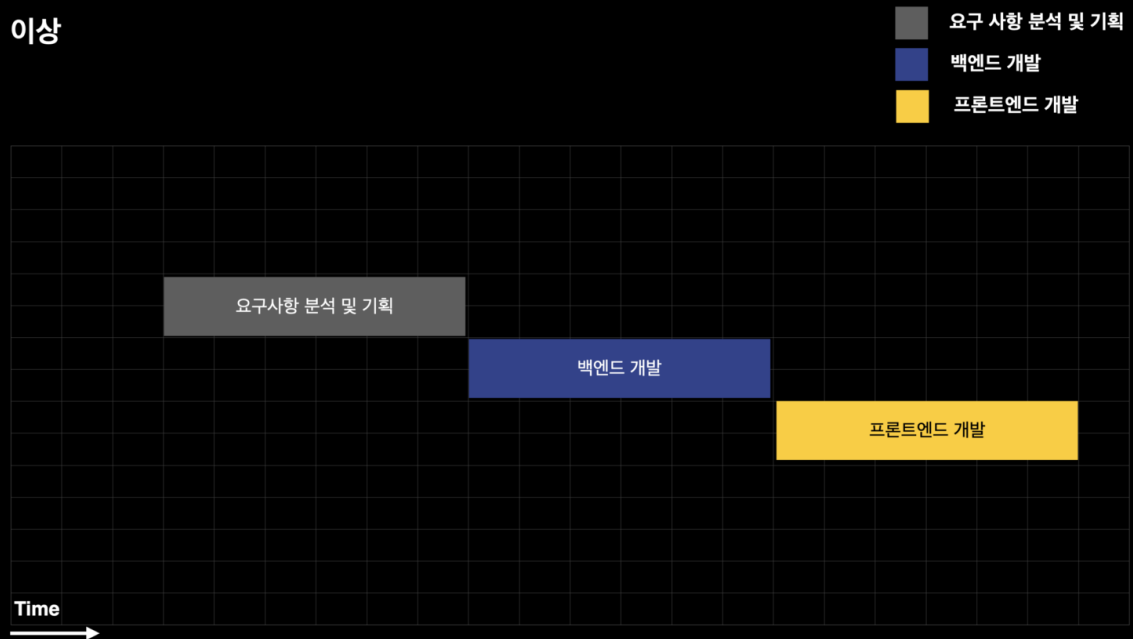 이상
요구 사항 분석 및 기획
백엔드 개발
프론트엔드 개발
요구사항 분석 및 기획
백엔드 개발
프론트엔드 개발
Time